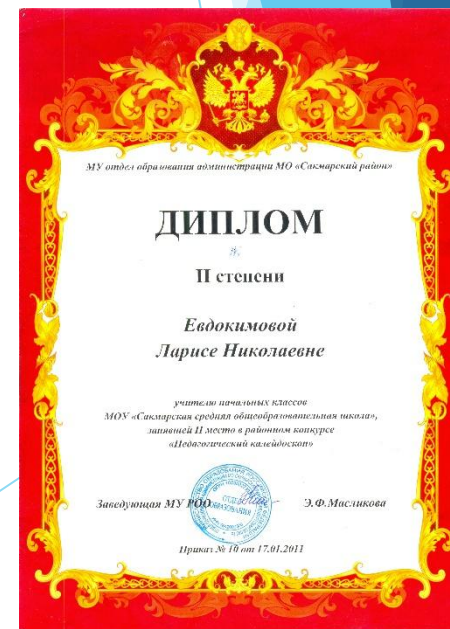 МУ отдел образования администрации МО «Сакмарский район»
ДИПЛОМ
II степени
Евдокимовой
Ларисе Николаевне
учителю начальных классов
МОУ «Сакмарская средняя общеобразовательная школа»,
занявшей II место в районном конкурсе
«Педагогический калейдоскоп»
ОБРАЗОВАНИЯ
Заведующая МУ РОО Э.Ф.Масликова
Приказ № 10 от 17.01.2011